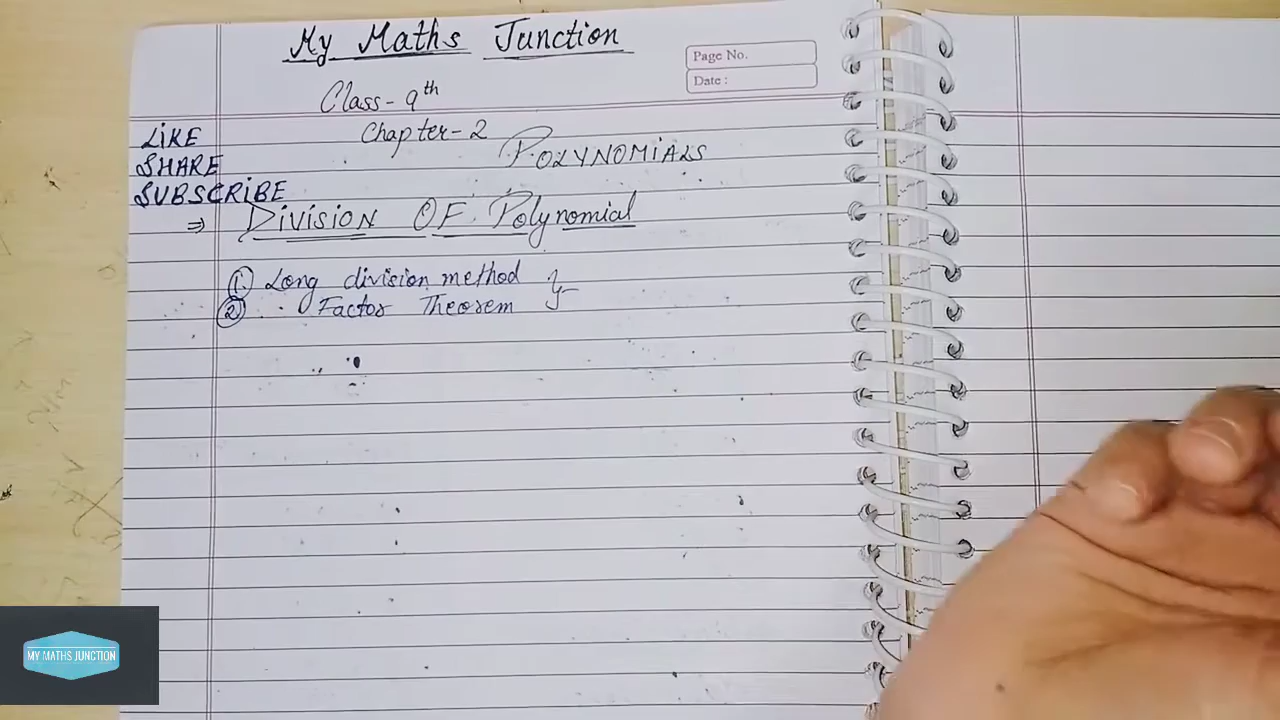 My Maths Junction
Page No.
Date :
Class - 9th
Chapter - 2
POLYNOMIALS
LIKE
SHARE
SUBSCRIBE
⇒ DIVISION OF Polynomial
① Long division method
② Factor Theorem
MY MATHS JUNCTION